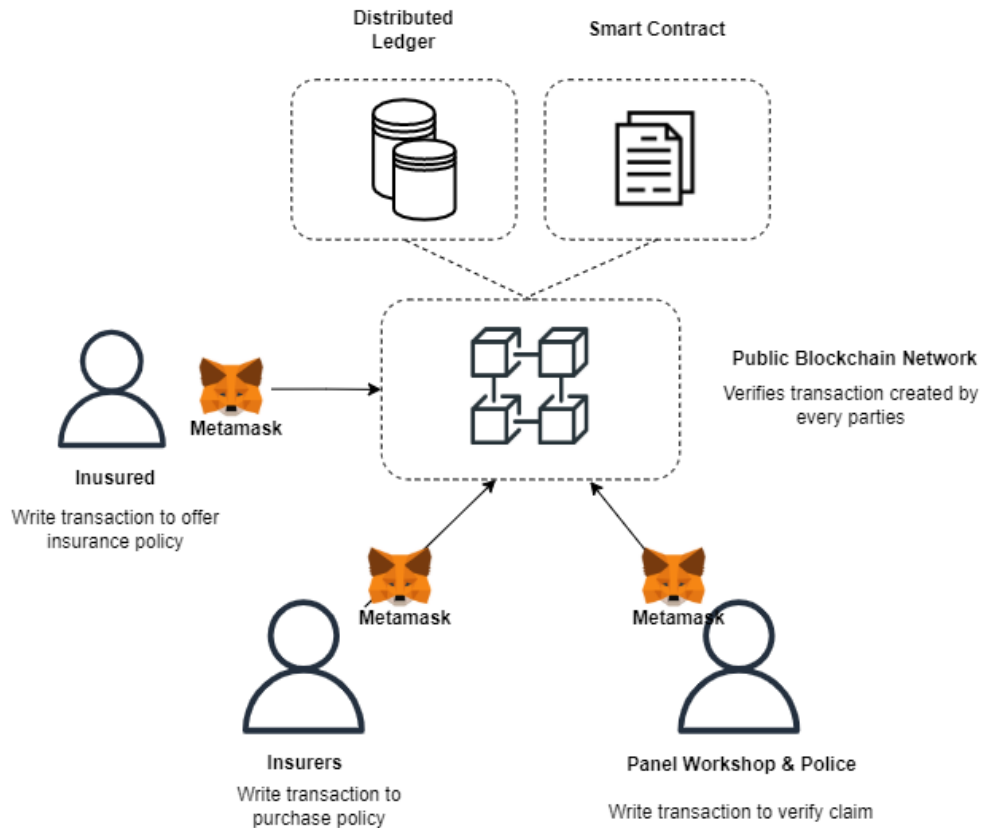 Distributed
Ledger
Smart Contract
Public Blockchain Network
Verifies transaction created by
every parties
Metamask
Inusured
Write transaction to offer
insurance policy
Metamask
Metamask
Insurers
Write transaction to
purchase policy
Panel Workshop & Police
Write transaction to verify claim